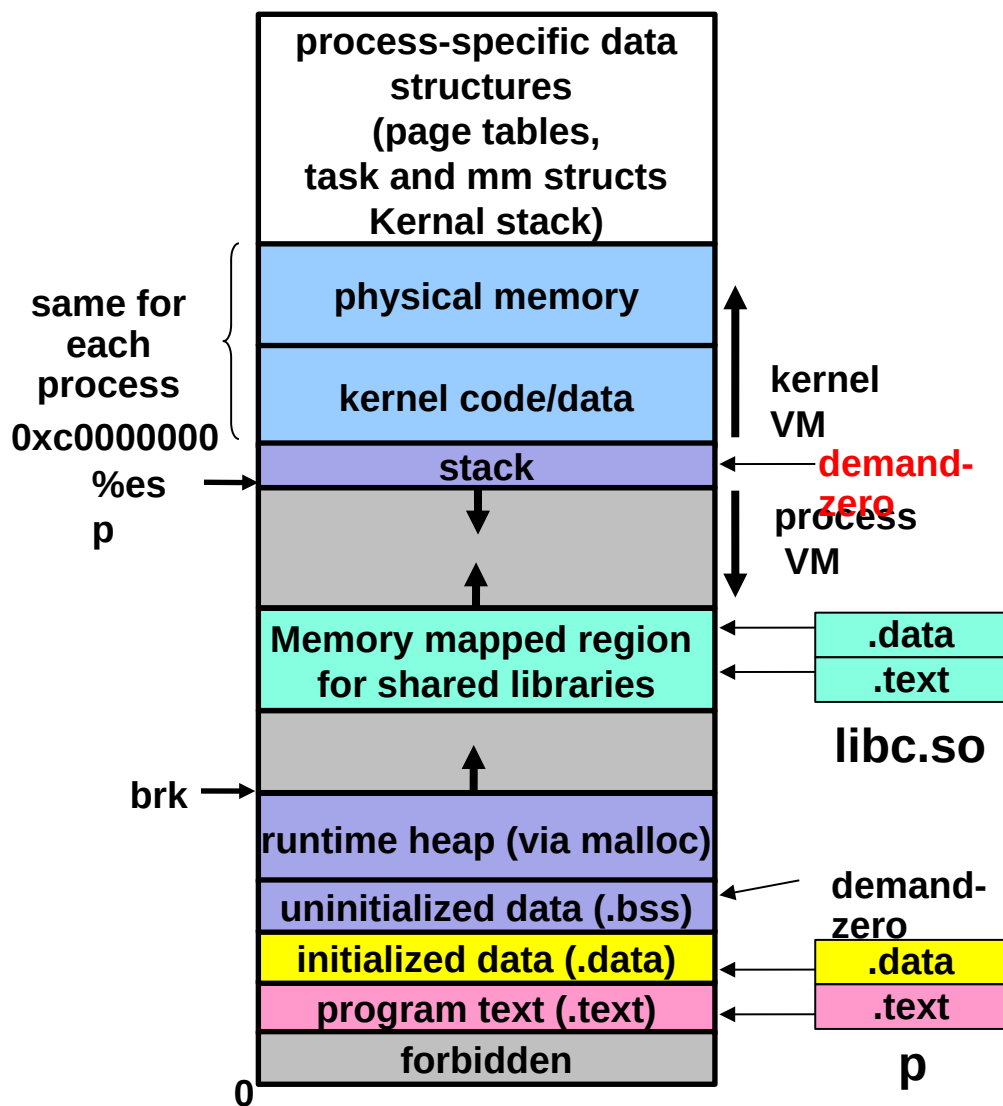 process-specific data
structures
(page tables,
task and mm structs
Kernal stack)
physical memory
same for
each
process
kernel code/data
kernel
VM
0xc0000000
stack
demand-
zero
%es
p
process
VM
Memory mapped region
for shared libraries
.data
.text
libc.so
brk
runtime heap (via malloc)
uninitialized data (.bss)
demand-
zero
initialized data (.data)
.data
program text (.text)
.text
forbidden
p
0